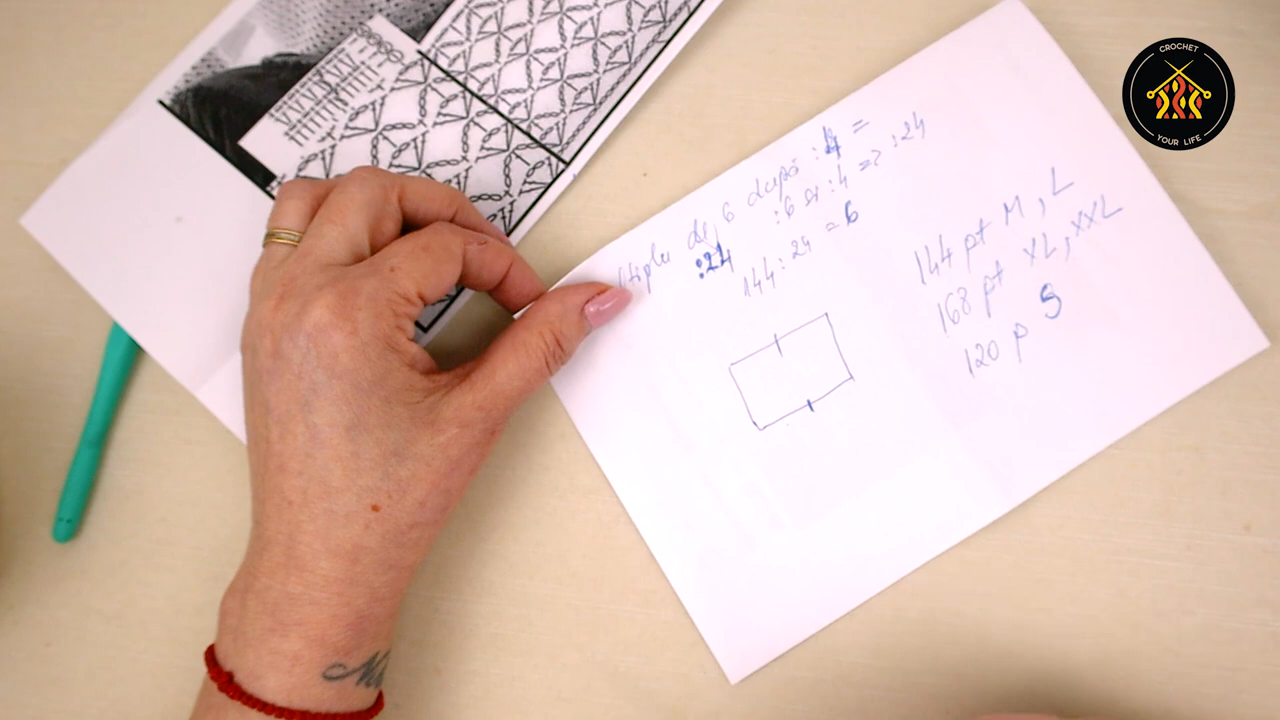 CROCHET
YOUR LIFE
de 6 după :4 =
:24 :6 și :4 => :24
144:24 = 6
144 pt M, L
168 pt XL, XXL
120 p S